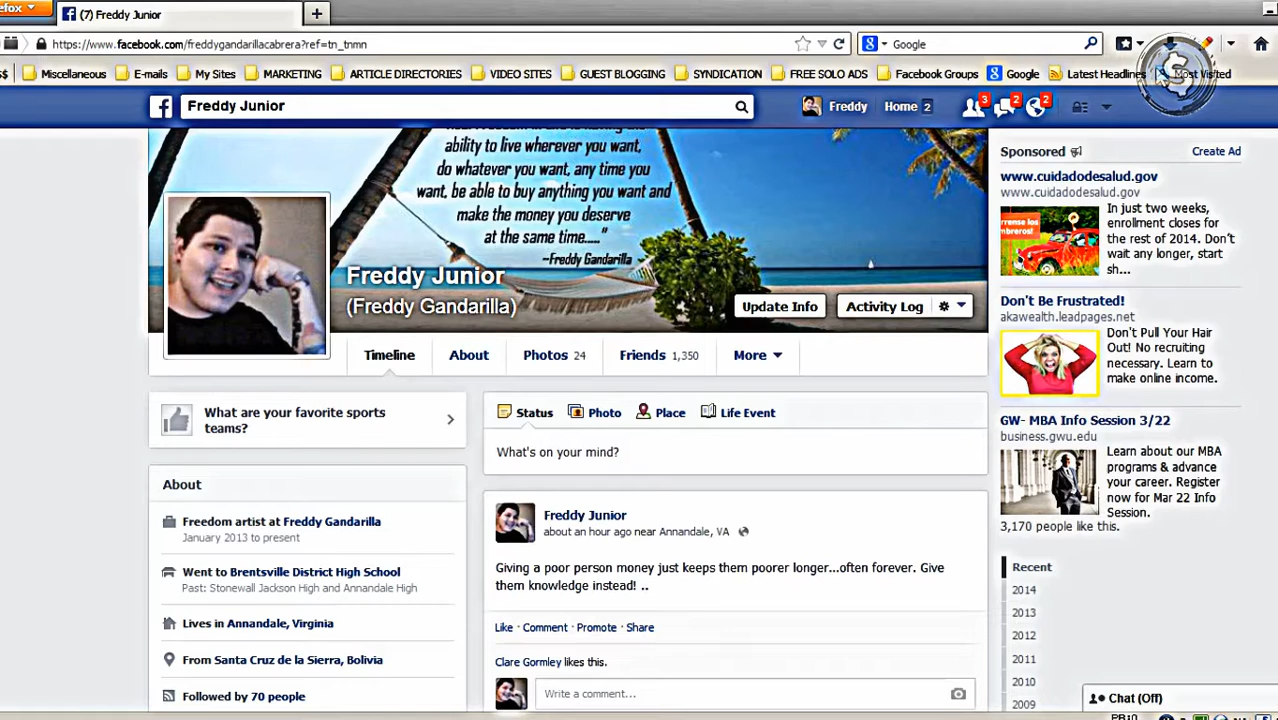 efox
(7) Freddy Junior
https://www.facebook.com/freddygandarillacabrera?ref=tn_tnmn
Google
Miscellaneous E-mails My Sites MARKETING ARTICLE DIRECTORIES VIDEO SITES GUEST BLOGGING SYNDICATION FREE SOLO ADS Facebook Groups Google Latest Headlines Most Visited
Freddy Junior
Freddy Home 2
3 2 2
ability to live wherever you want,
do whatever you want, any time you
want, be able to buy anything you want and
make the money you deserve
at the same time....."
~Freddy Gandarilla
Freddy Junior
(Freddy Gandarilla)
Update Info Activity Log
Timeline About Photos 24 Friends 1,350 More
What are your favorite sports
teams?
About
Freedom artist at Freddy Gandarilla
January 2013 to present
Went to Brentsville District High School
Past: Stonewall Jackson High and Annandale High
Lives in Annandale, Virginia
From Santa Cruz de la Sierra, Bolivia
Followed by 70 people
Status Photo Place Life Event
What's on your mind?
Freddy Junior
about an hour ago near Annandale, VA
Giving a poor person money just keeps them poorer longer...often forever. Give
them knowledge instead! ..
Like · Comment · Promote · Share
Clare Gormley likes this.
Write a comment...
Sponsored Create Ad
www.cuidadodesalud.gov
www.cuidadodesalud.gov
In just two weeks,
enrollment closes for
the rest of 2014. Don't
wait any longer, start
sh...
Don't Be Frustrated!
akawealth.leadpages.net
Don't Pull Your Hair
Out! No recruiting
necessary. Learn to
make online income.
GW- MBA Info Session 3/22
business.gwu.edu
Learn about our MBA
programs & advance
your career. Register
now for Mar 22 Info
Session.
3,170 people like this.
Recent
2014
2013
2012
2011
2010
2009
Chat (Off)